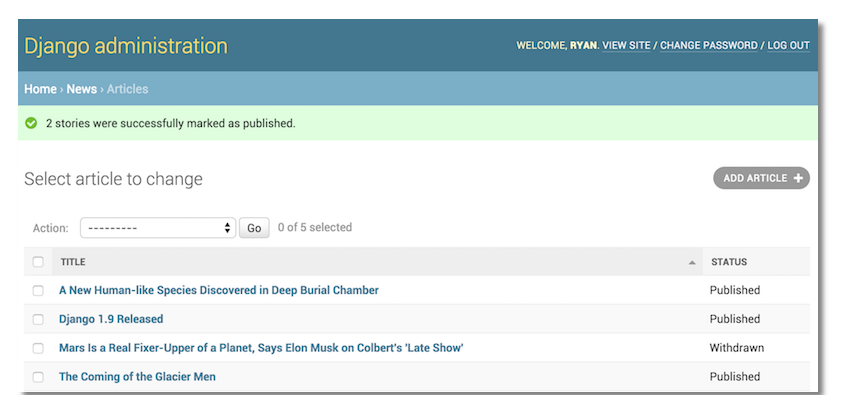 Django administration
WELCOME, RYAN. VIEW SITE / CHANGE PASSWORD / LOG OUT
Home › News › Articles
2 stories were successfully marked as published.
Select article to change
ADD ARTICLE +
Action: --------- Go 0 of 5 selected
TITLE STATUS
A New Human-like Species Discovered in Deep Burial Chamber Published
Django 1.9 Released Published
Mars Is a Real Fixer-Upper of a Planet, Says Elon Musk on Colbert's 'Late Show' Withdrawn
The Coming of the Glacier Men Published